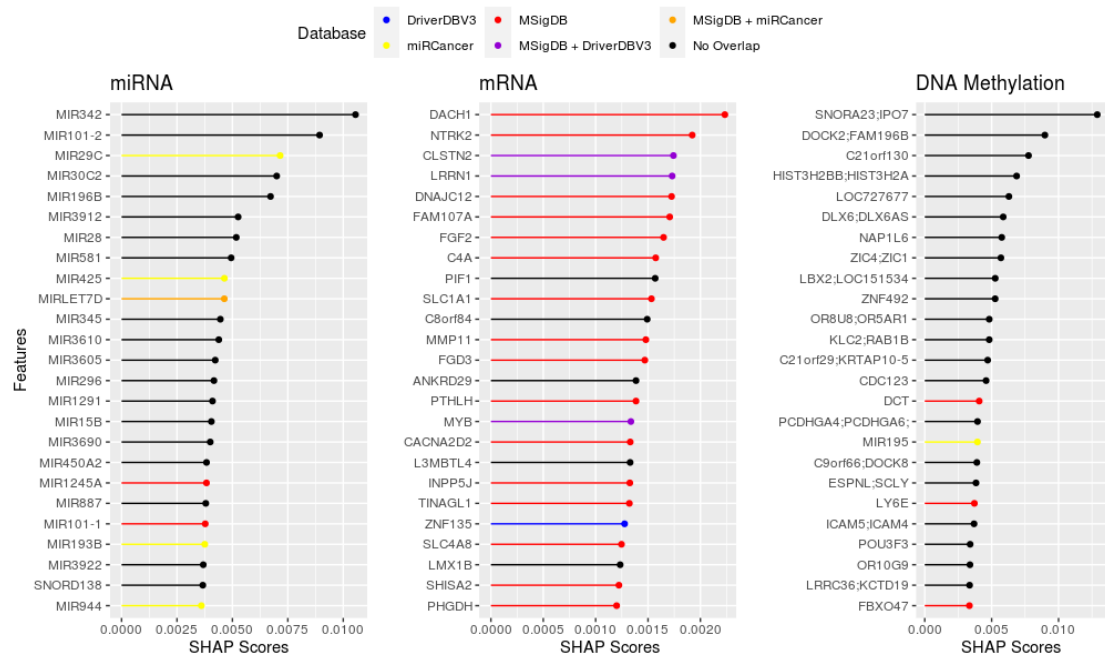 Database
DriverDBV3
MSigDB
MSigDB + miRCancer
miRCancer
MSigDB + DriverDBV3
No Overlap
miRNA
mRNA
DNA Methylation
Features
MIR342
MIR101-2
MIR29C
MIR30C2
MIR196B
MIR3912
MIR28
MIR581
MIR425
MIRLET7D
MIR345
MIR3610
MIR3605
MIR296
MIR1291
MIR15B
MIR3690
MIR450A2
MIR1245A
MIR887
MIR101-1
MIR193B
MIR3922
SNORD138
MIR944
0.0000 0.0025 0.0050 0.0075 0.0100
SHAP Scores
DACH1
NTRK2
CLSTN2
LRRN1
DNAJC12
FAM107A
FGF2
C4A
PIF1
SLC1A1
C8orf84
MMP11
FGD3
ANKRD29
PTHLH
MYB
CACNA2D2
L3MBTL4
INPP5J
TINAGL1
ZNF135
SLC4A8
LMX1B
SHISA2
PHGDH
0.0000 0.0005 0.0010 0.0015 0.0020
SHAP Scores
SNORA23;IPO7
DOCK2;FAM196B
C21orf130
HIST3H2BB;HIST3H2A
LOC727677
DLX6;DLX6AS
NAP1L6
ZIC4;ZIC1
LBX2;LOC151534
ZNF492
OR8U8;OR5AR1
KLC2;RAB1B
C21orf29;KRTAP10-5
CDC123
DCT
PCDHGA4;PCDHGA6;
MIR195
C9orf66;DOCK8
ESPNL;SCLY
LY6E
ICAM5;ICAM4
POU3F3
OR10G9
LRRC36;KCTD19
FBXO47
0.000 0.005 0.010
SHAP Scores